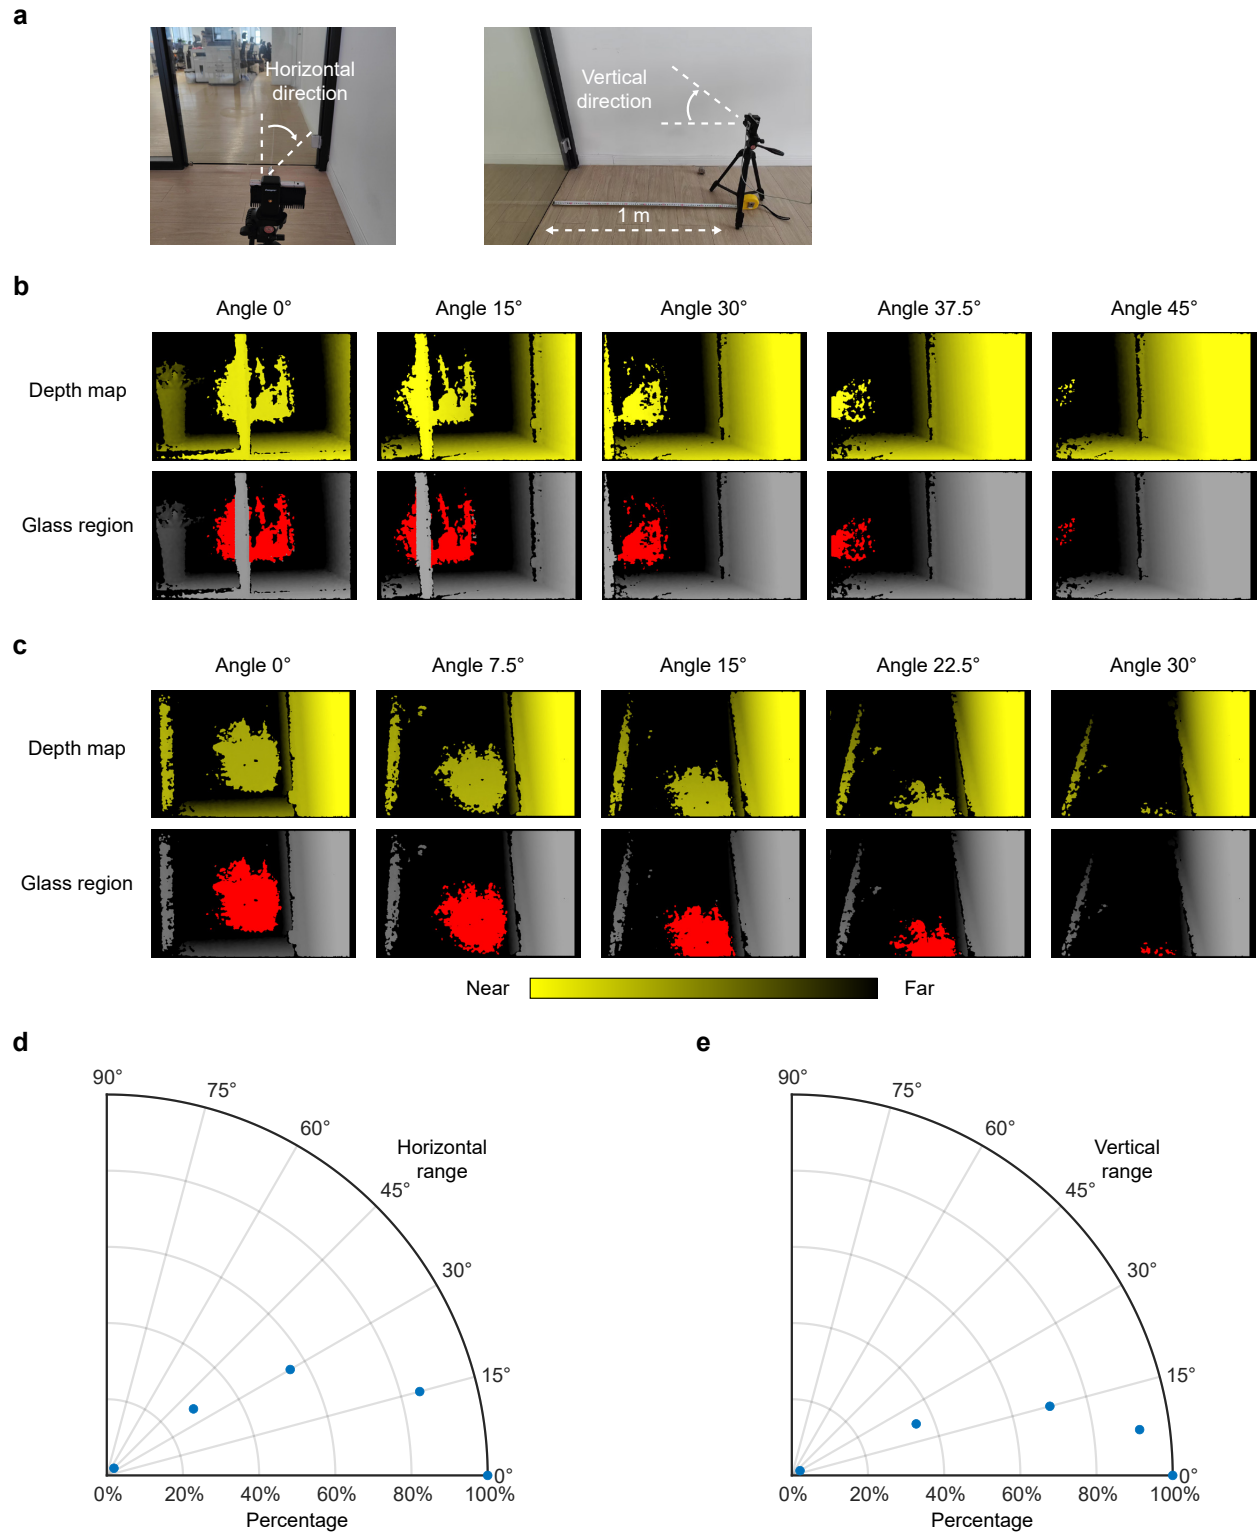 a
Horizontal
direction
Vertical
direction
1 m
b
Angle 0°
Angle 15°
Angle 30°
Angle 37.5°
Angle 45°
Depth map
Glass region
c
Angle 0°
Angle 7.5°
Angle 15°
Angle 22.5°
Angle 30°
Depth map
Glass region
Near
Far
d
90°
75°
60°
45°
30°
15°
0°
Horizontal
range
0%
20%
40%
60%
80%
100%
Percentage
e
90°
75°
60°
45°
30°
15°
0°
Vertical
range
0%
20%
40%
60%
80%
100%
Percentage